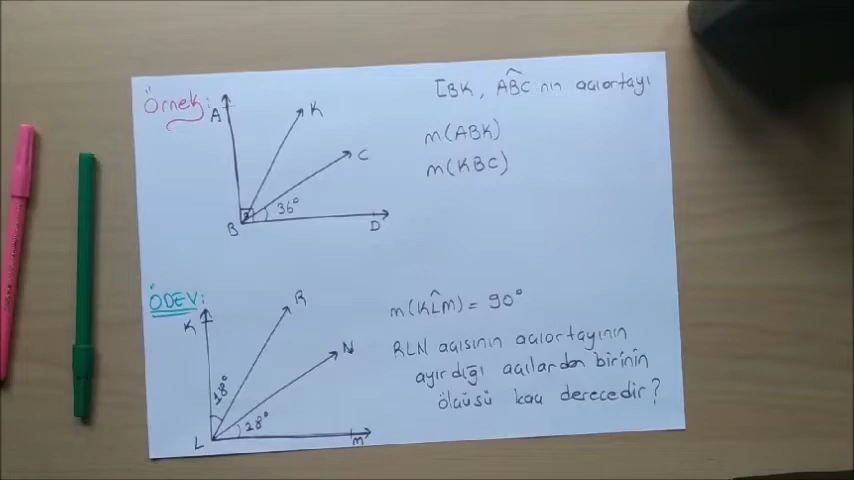 Örnek:
[BK, ABC nın açıortayı
m(ABK)
m(KBC)
A
K
C
36°
B
D
ÖDEV:
m(KLM) = 90°
RLN açısının açıortayının
ayırdığı açılardan birinin
ölçüsü kaç derecedir?
K
R
N
18°
28°
L
M